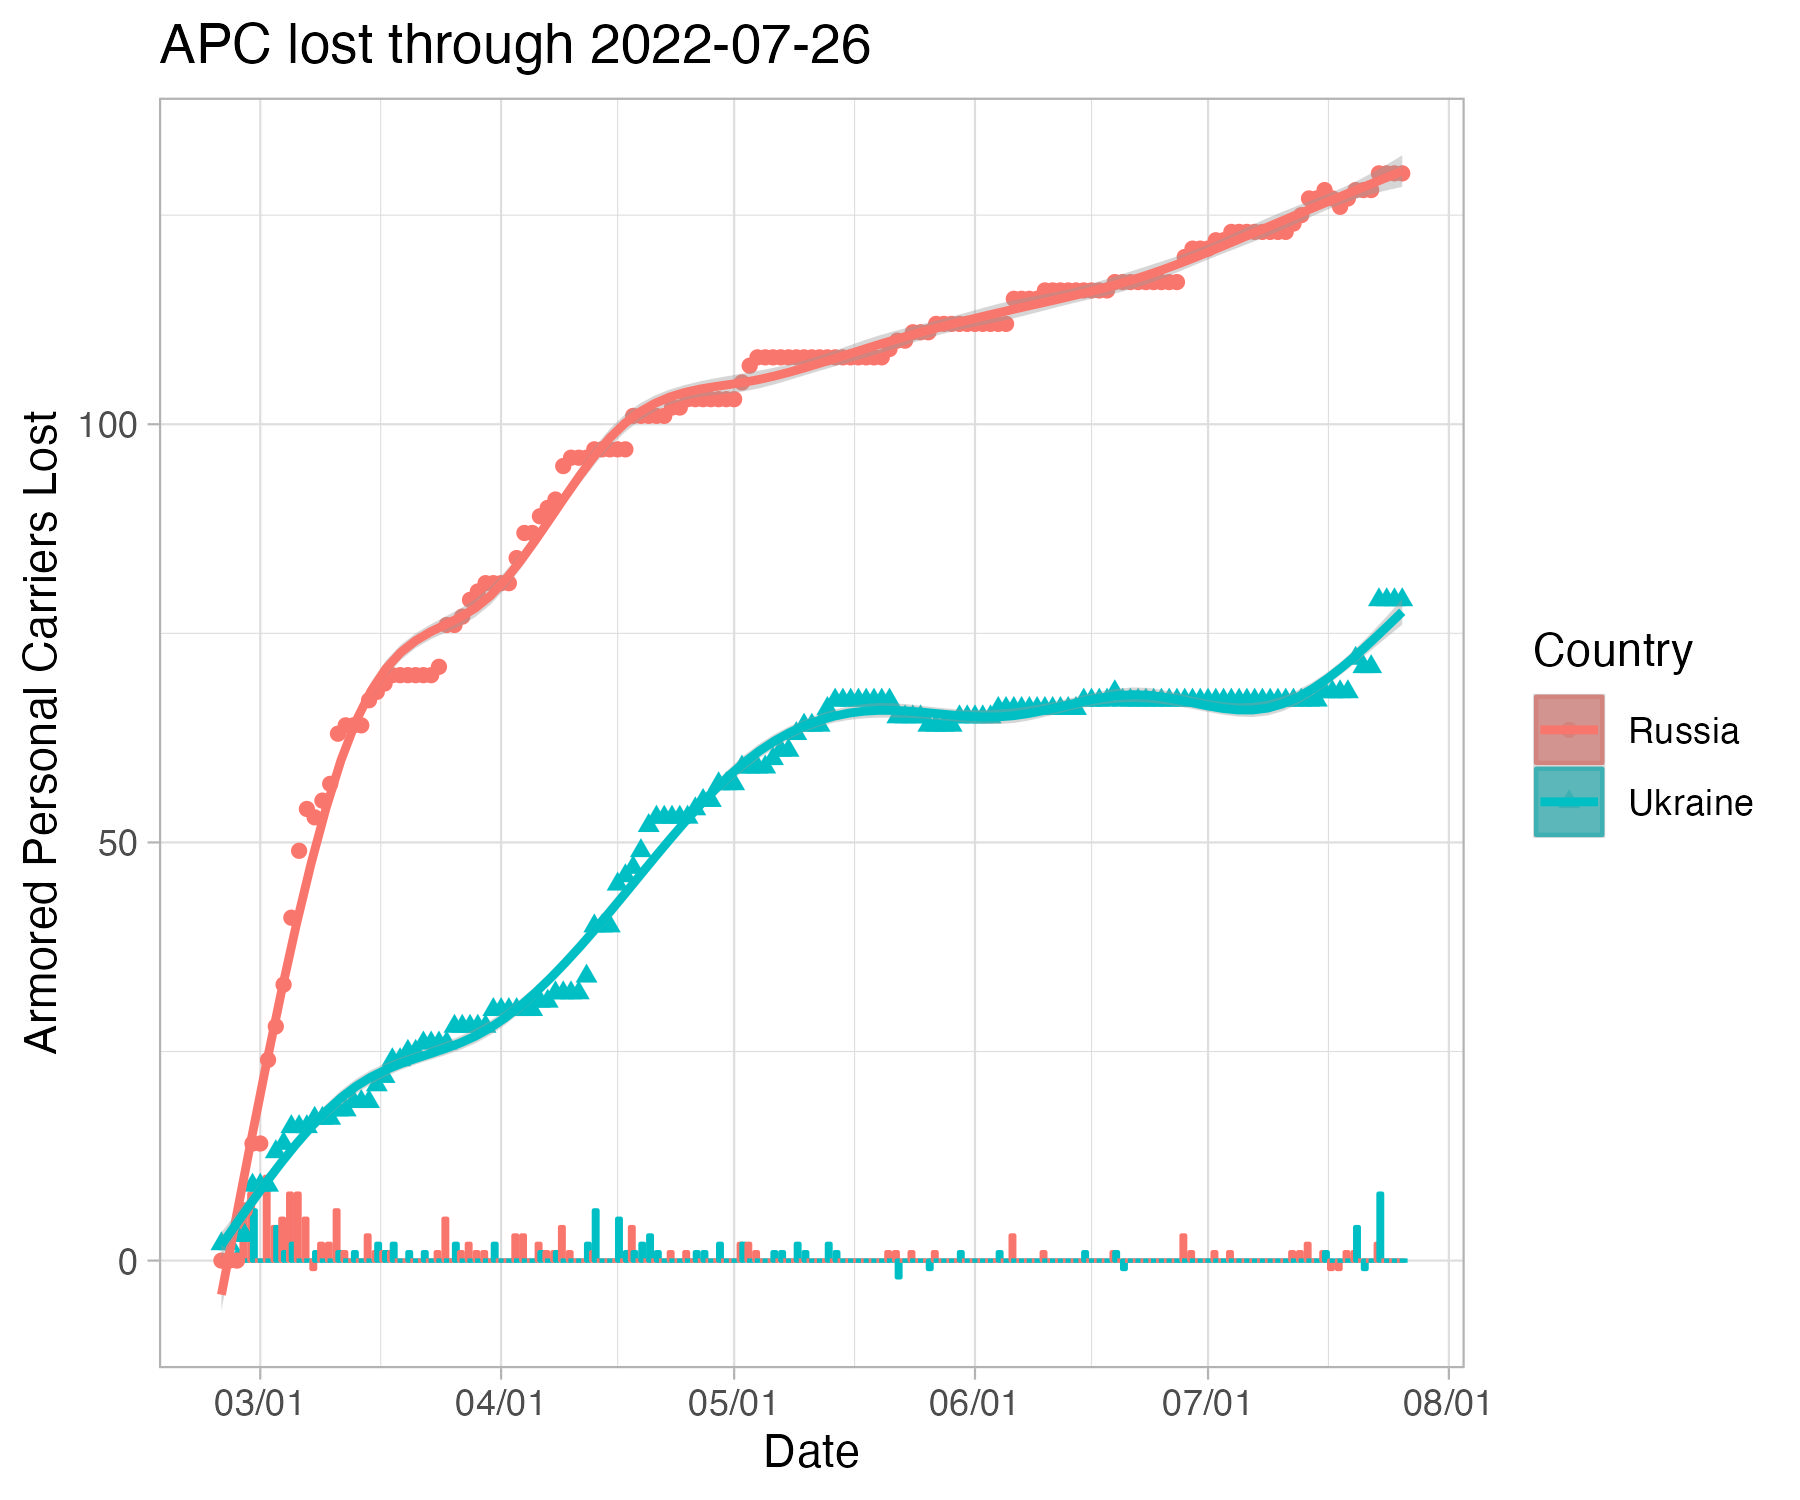 APC lost through 2022-07-26
Armored Personal Carriers Lost
100
50
0
03/01
04/01
05/01
06/01
07/01
08/01
Date
Country
Russia
Ukraine